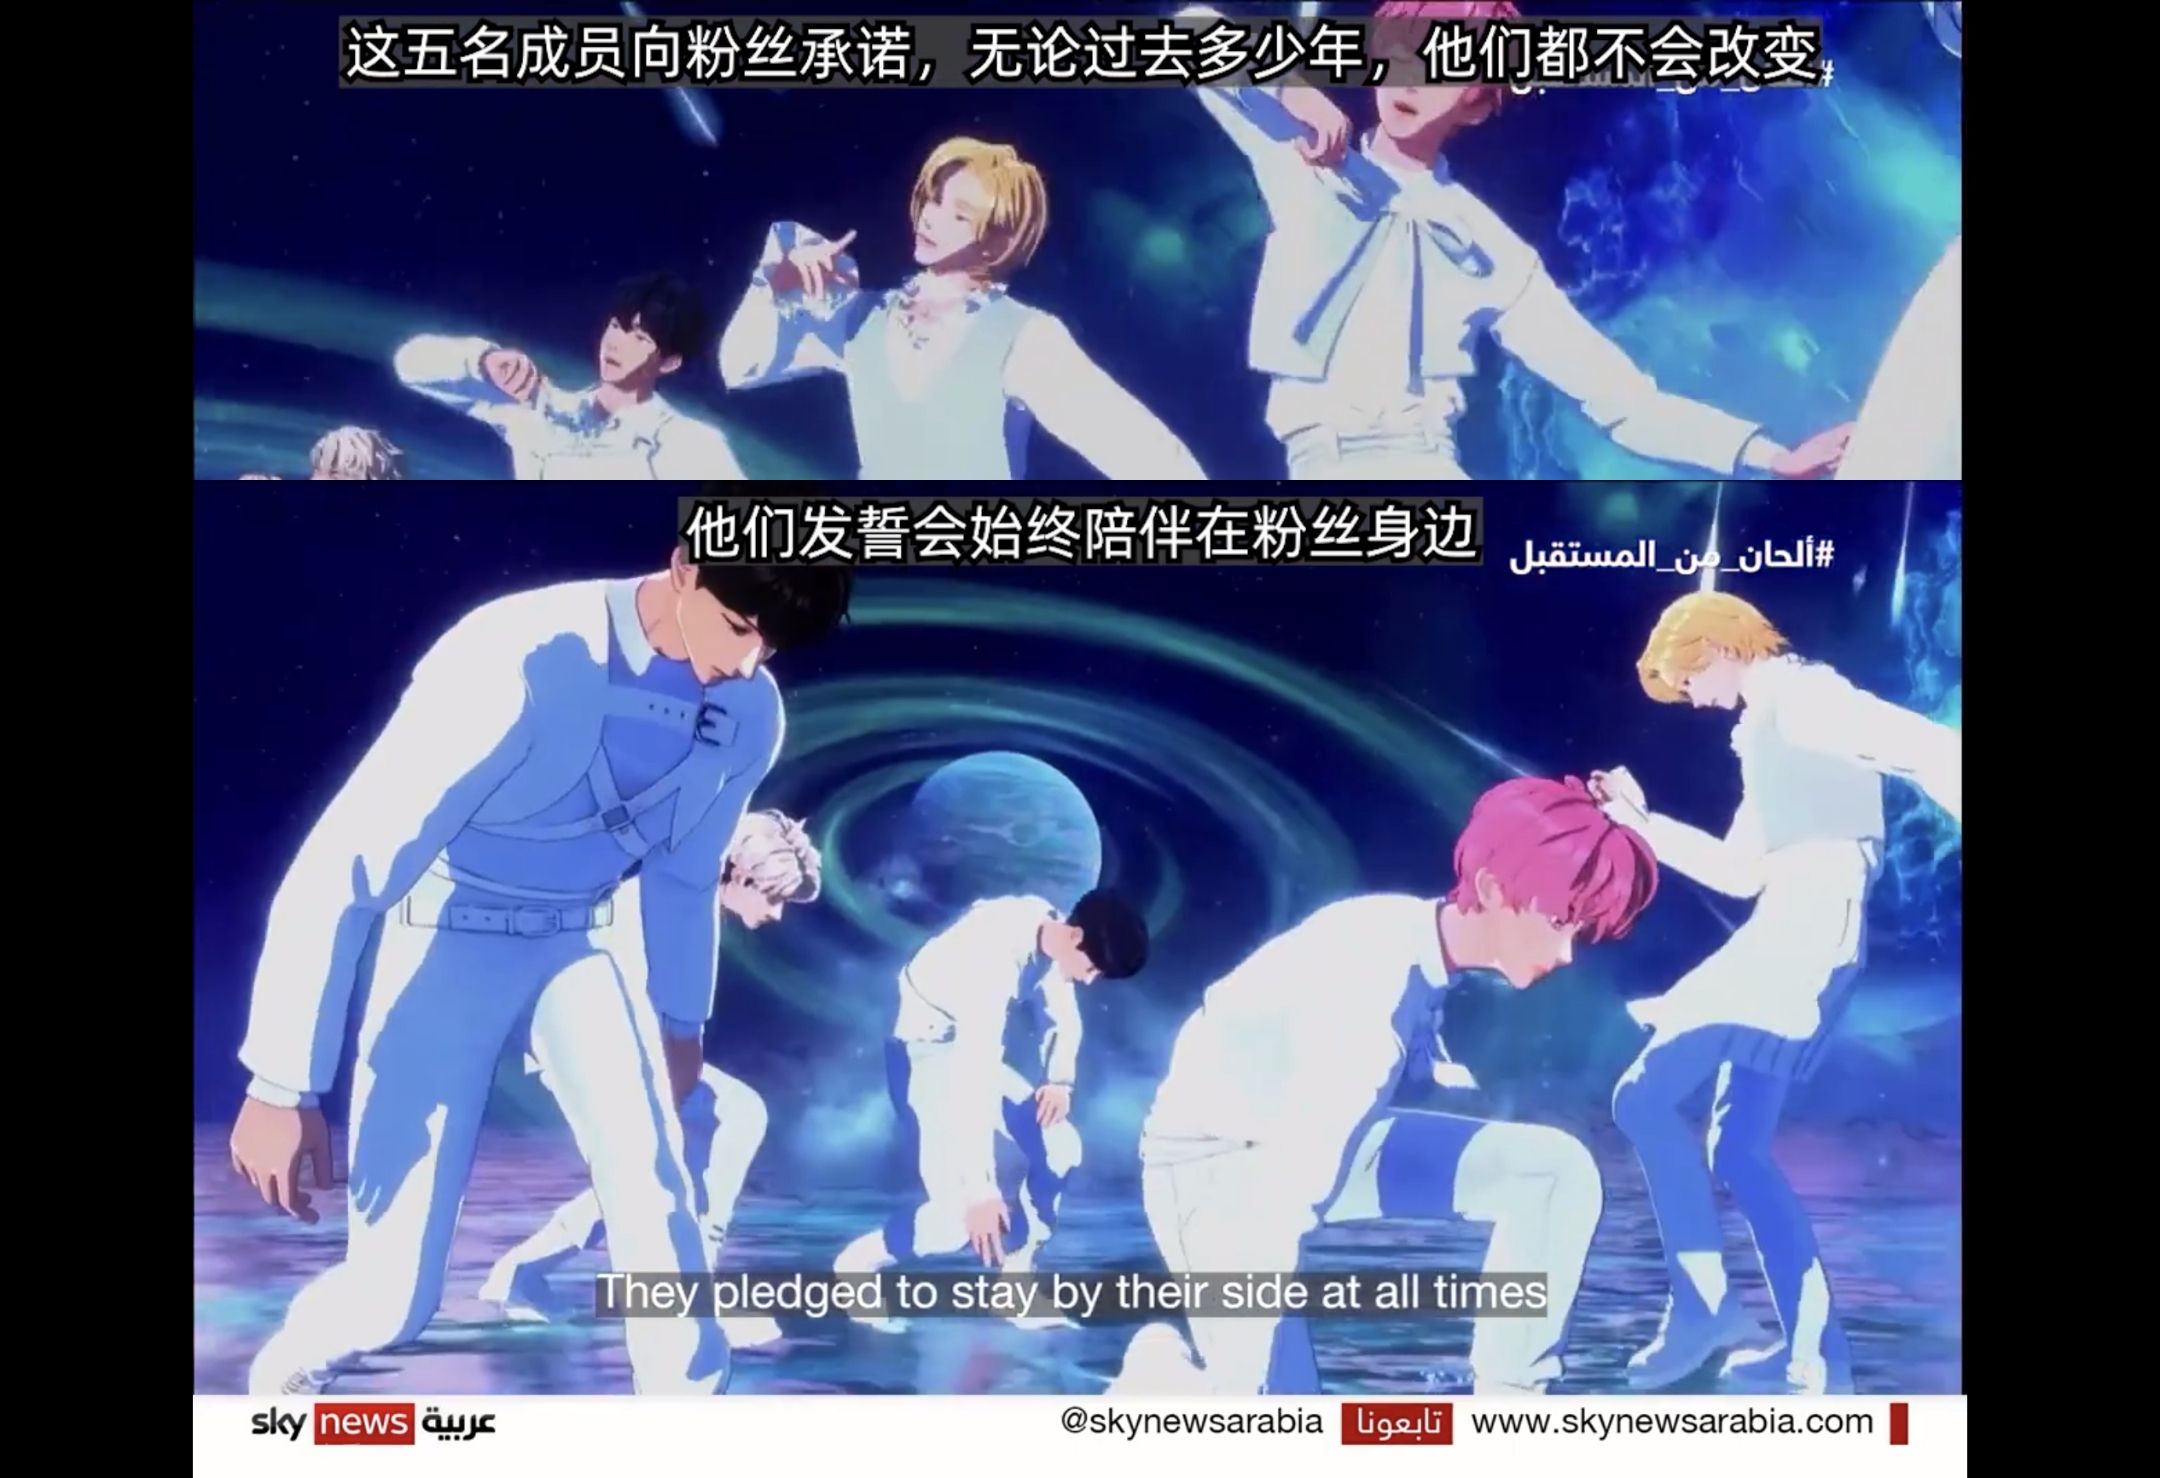 这五名成员向粉丝承诺，无论过去多少年，他们都不会改变
他们发誓会始终陪伴在粉丝身边
#ألحان_من_المستقبل
They pledged to stay by their side at all times
sky news عربية
@skynewsarabia تابعونا www.skynewsarabia.com